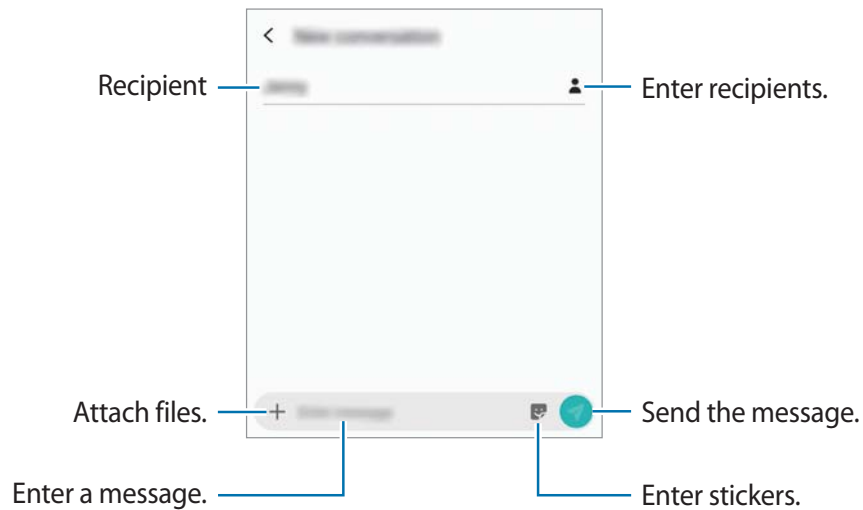 Recipient
Enter recipients.
Attach files.
Send the message.
Enter a message.
Enter stickers.